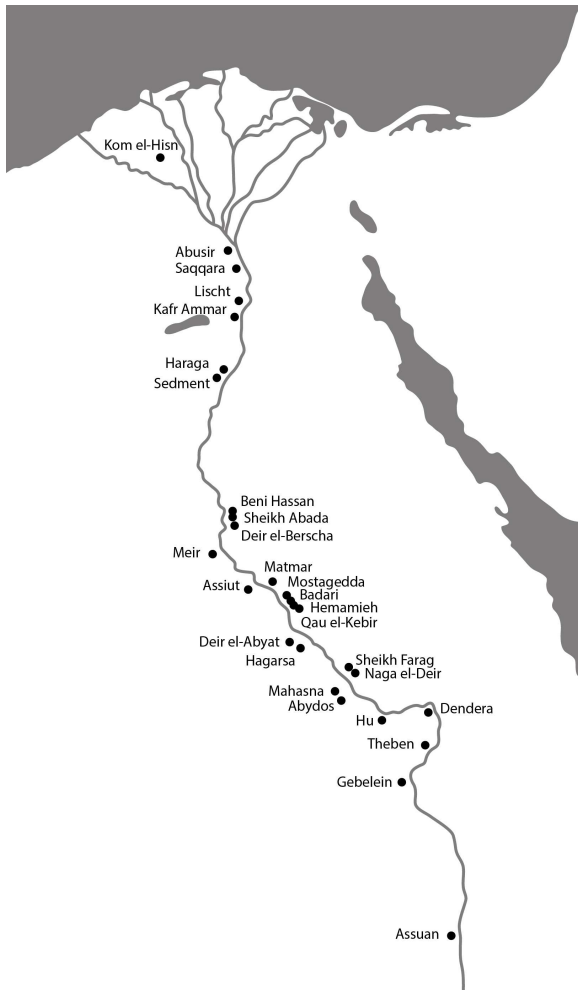 Kom el-Hisn
Abusir
Saqqara
Lischt
Kafr Ammar
Haraga
Sedment
Beni Hassan
Sheikh Abada
Deir el-Berscha
Meir
Matmar
Mostagedda
Assiut
Badari
Hemamieh
Qau el-Kebir
Deir el-Abyat
Hagarsa
Sheikh Farag
Naga el-Deir
Mahasna
Abydos
Dendera
Hu
Theben
Gebelein
Assuan